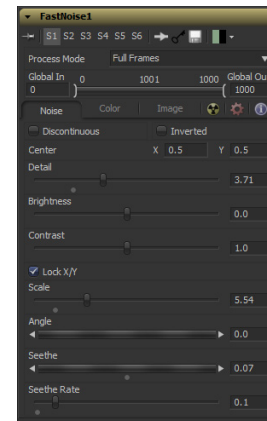 FastNoise1
S1 S2 S3 S4 S5 S6
Process Mode Full Frames
Global In 0 1001 1000 Global Ou
0 1000
Noise Color Image
Discontinuous Inverted
Center X 0.5 Y 0.5
Detail
3.71
Brightness
0.0
Contrast
1.0
Lock X/Y
Scale
5.54
Angle
0.0
Seethe
0.07
Seethe Rate
0.1